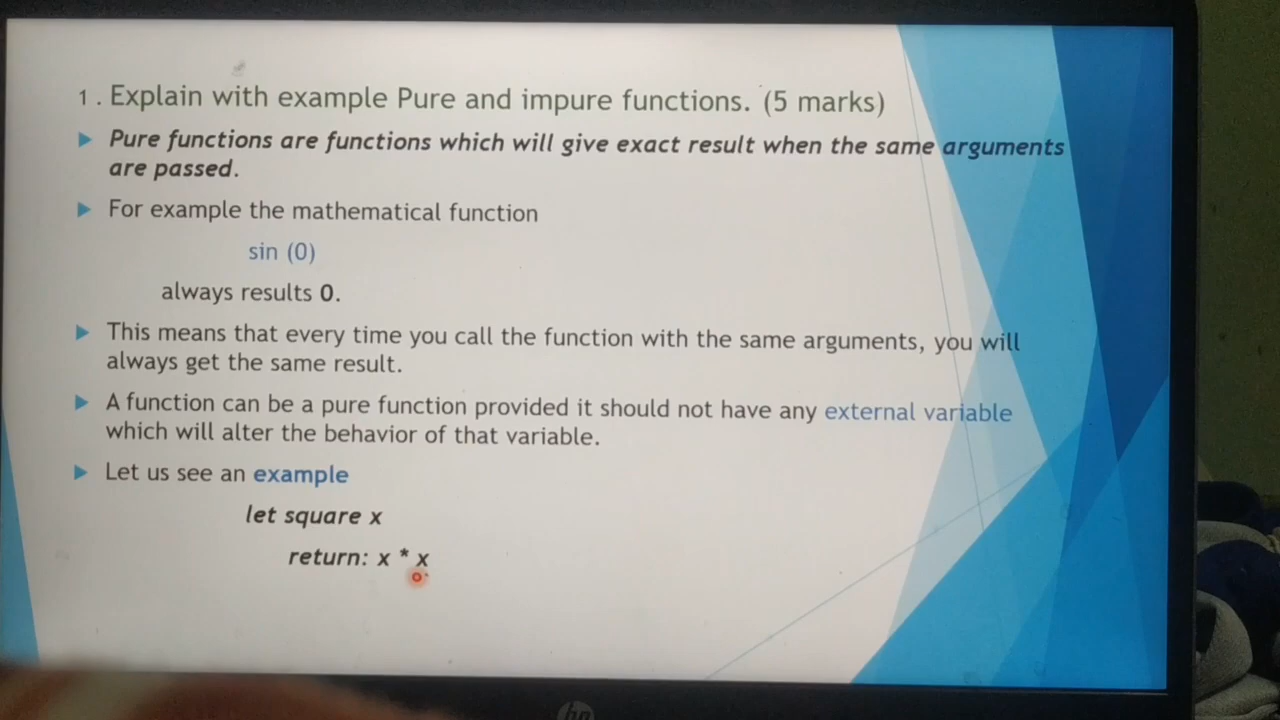 1 . Explain with example Pure and impure functions. (5 marks)
Pure functions are functions which will give exact result when the same arguments
are passed.
For example the mathematical function
sin (0)
always results 0.
This means that every time you call the function with the same arguments, you will
always get the same result.
A function can be a pure function provided it should not have any external variable
which will alter the behavior of that variable.
Let us see an example
let square x
return: x * x
hp